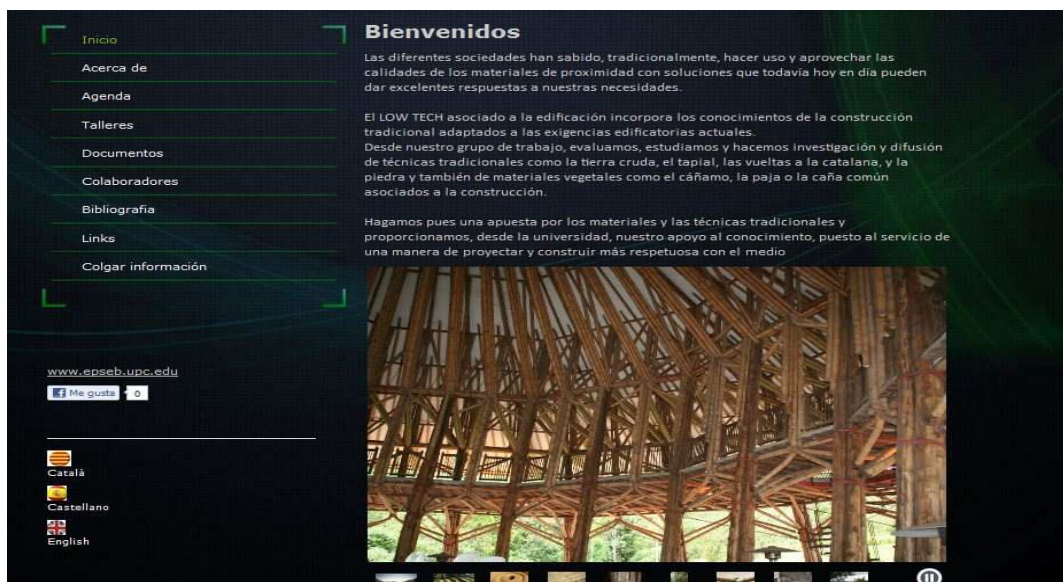 Inicio
Acerca de
Agenda
Talleres
Documentos
Colaboradores
Bibliografia
Links
Colgar información
www.epseb.upc.edu
Me gusta 0
Català
Castellano
English
Bienvenidos
Las diferentes sociedades han sabido, tradicionalmente, hacer uso y aprovechar las
calidades de los materiales de proximidad con soluciones que todavía hoy en día pueden
dar excelentes respuestas a nuestras necesidades.
El LOW TECH asociado a la edificación incorpora los conocimientos de la construcción
tradicional adaptados a las exigencias edificatorias actuales.
Desde nuestro grupo de trabajo, evaluamos, estudiamos y hacemos investigación y difusión
de técnicas tradicionales como la tierra cruda, el tapial, las vueltas a la catalana, y la
piedra y también de materiales vegetales como el cáñamo, la paja o la caña común
asociados a la construcción.
Hagamos pues una apuesta por los materiales y las técnicas tradicionales y
proporcionamos, desde la universidad, nuestro apoyo al conocimiento, puesto al servicio de
una manera de proyectar y construir más respetuosa con el medio